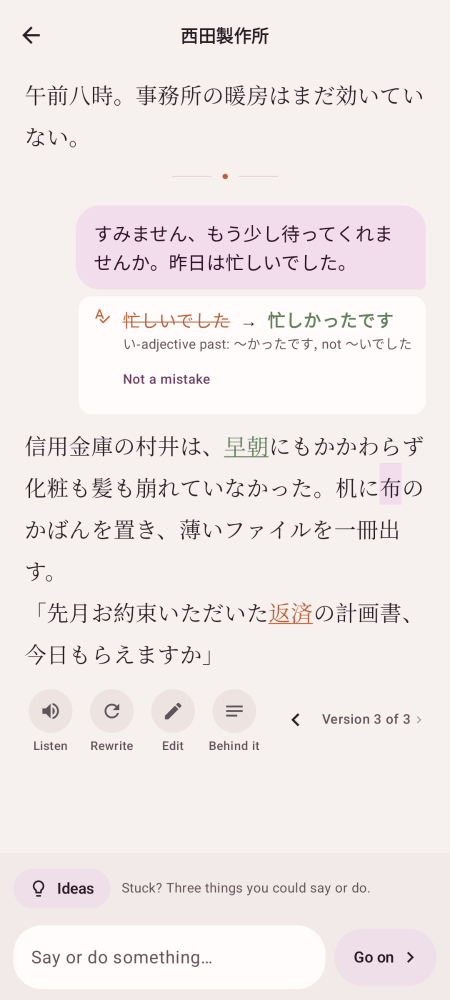 西田製作所
午前八時。事務所の暖房はまだ効いてい
ない。
すみません、もう少し待ってくれま
せんか。昨日は忙しいでした。
忙しいでした → 忙しかったです
い-adjective past: 〜かったです, not 〜いでした
Not a mistake
信用金庫の村井は、早朝にもかかわらず
化粧も髪も崩れていなかった。机に布の
かばんを置き、薄いファイルを一冊出
す。
「先月お約束いただいた返済の計画書、
今日もらえますか」
Listen Rewrite Edit Behind it Version 3 of 3
Ideas Stuck? Three things you could say or do.
Say or do something… Go on